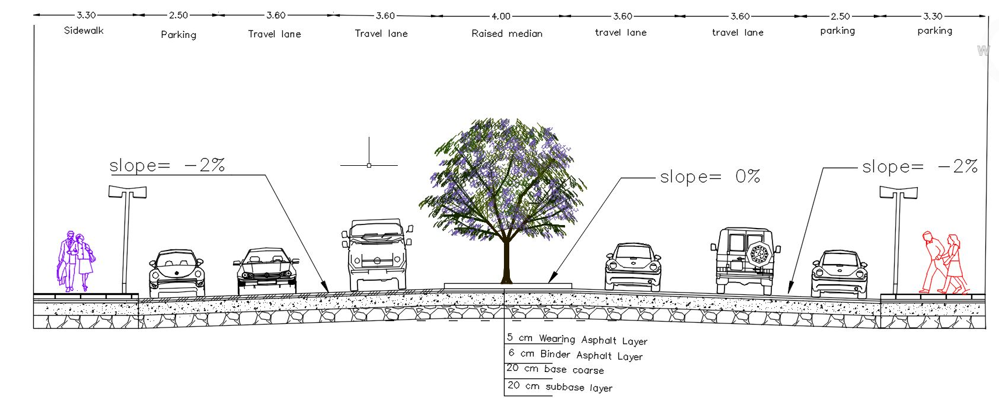 3.30 2.50 3.60 3.60 4.00 3.60 3.60 2.50 3.30
Sidewalk Parking Travel lane Travel lane Raised median travel lane travel lane parking parking
W
slope= -2% slope= 0% slope= -2%
5 cm Wearing Asphalt Layer
6 cm Binder Asphalt Layer
20 cm base coarse
20 cm subbase layer